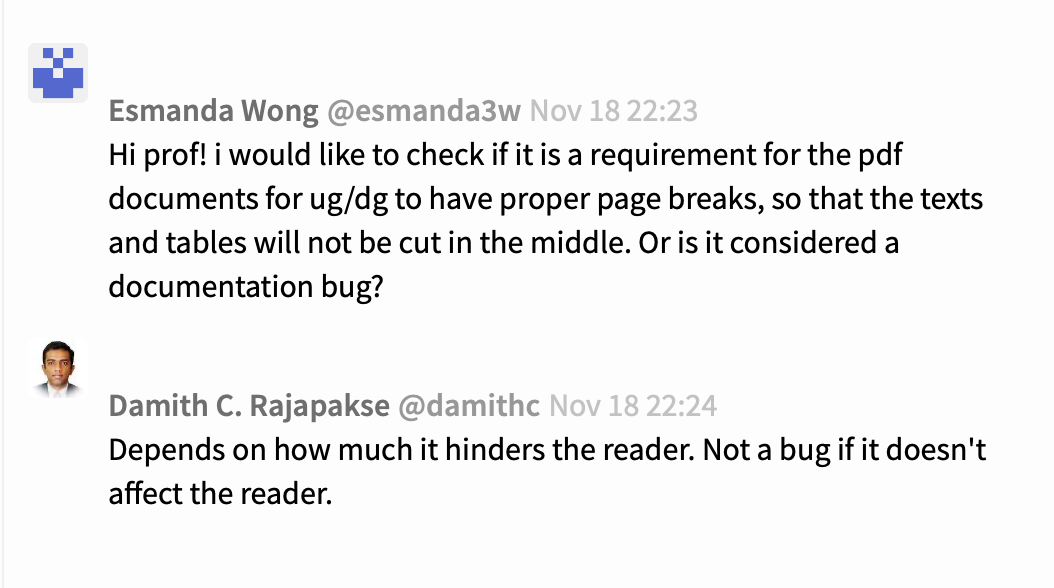 Esmanda Wong @esmanda3w Nov 18 22:23
Hi prof! i would like to check if it is a requirement for the pdf
documents for ug/dg to have proper page breaks, so that the texts
and tables will not be cut in the middle. Or is it considered a
documentation bug?
Damith C. Rajapakse @damithc Nov 18 22:24
Depends on how much it hinders the reader. Not a bug if it doesn't
affect the reader.